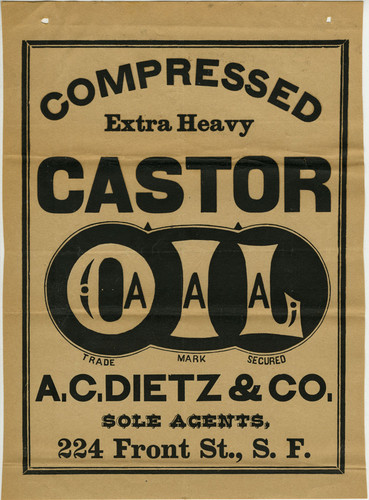 COMPRESSED
Extra Heavy
CASTOR
OIL
A A A
TRADE MARK SECURED
A.C. DIETZ & CO.
SOLE AGENTS,
224 Front St., S. F.